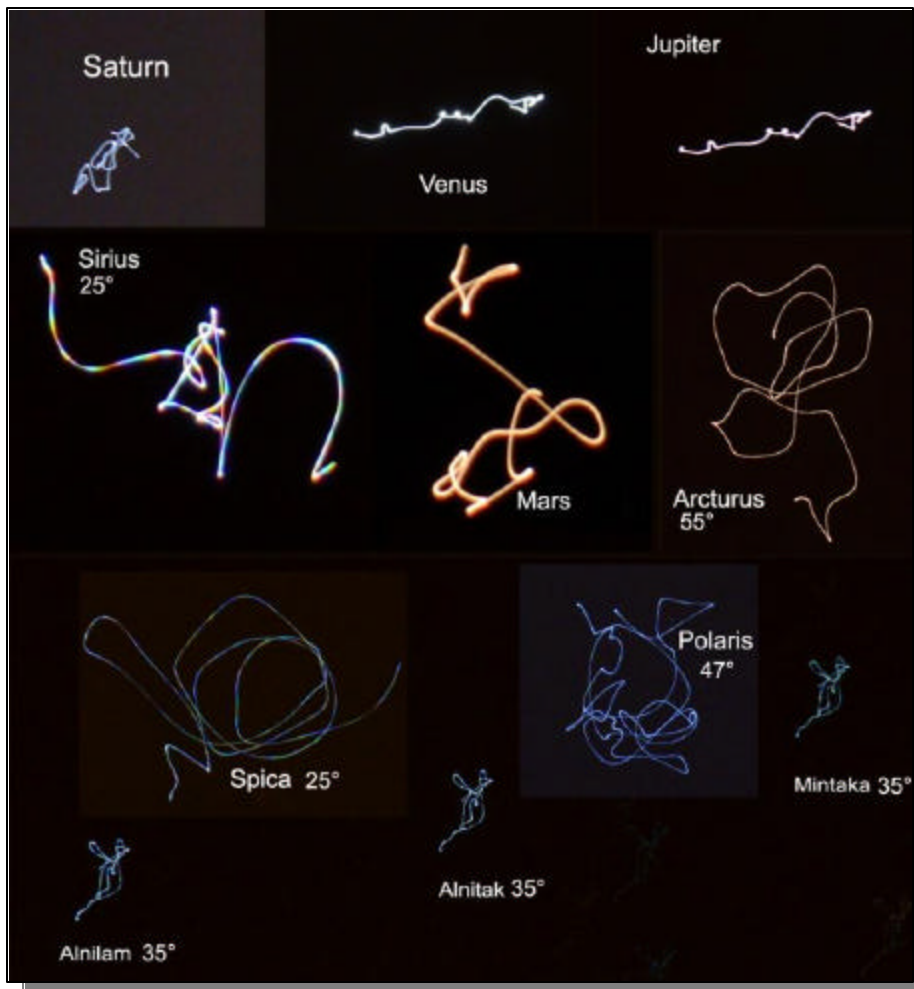 Saturn
Jupiter
Venus
Sirius
25°
Mars
Arcturus
55°
Polaris
47°
Spica 25°
Mintaka 35°
Alnitak 35°
Alnilam 35°